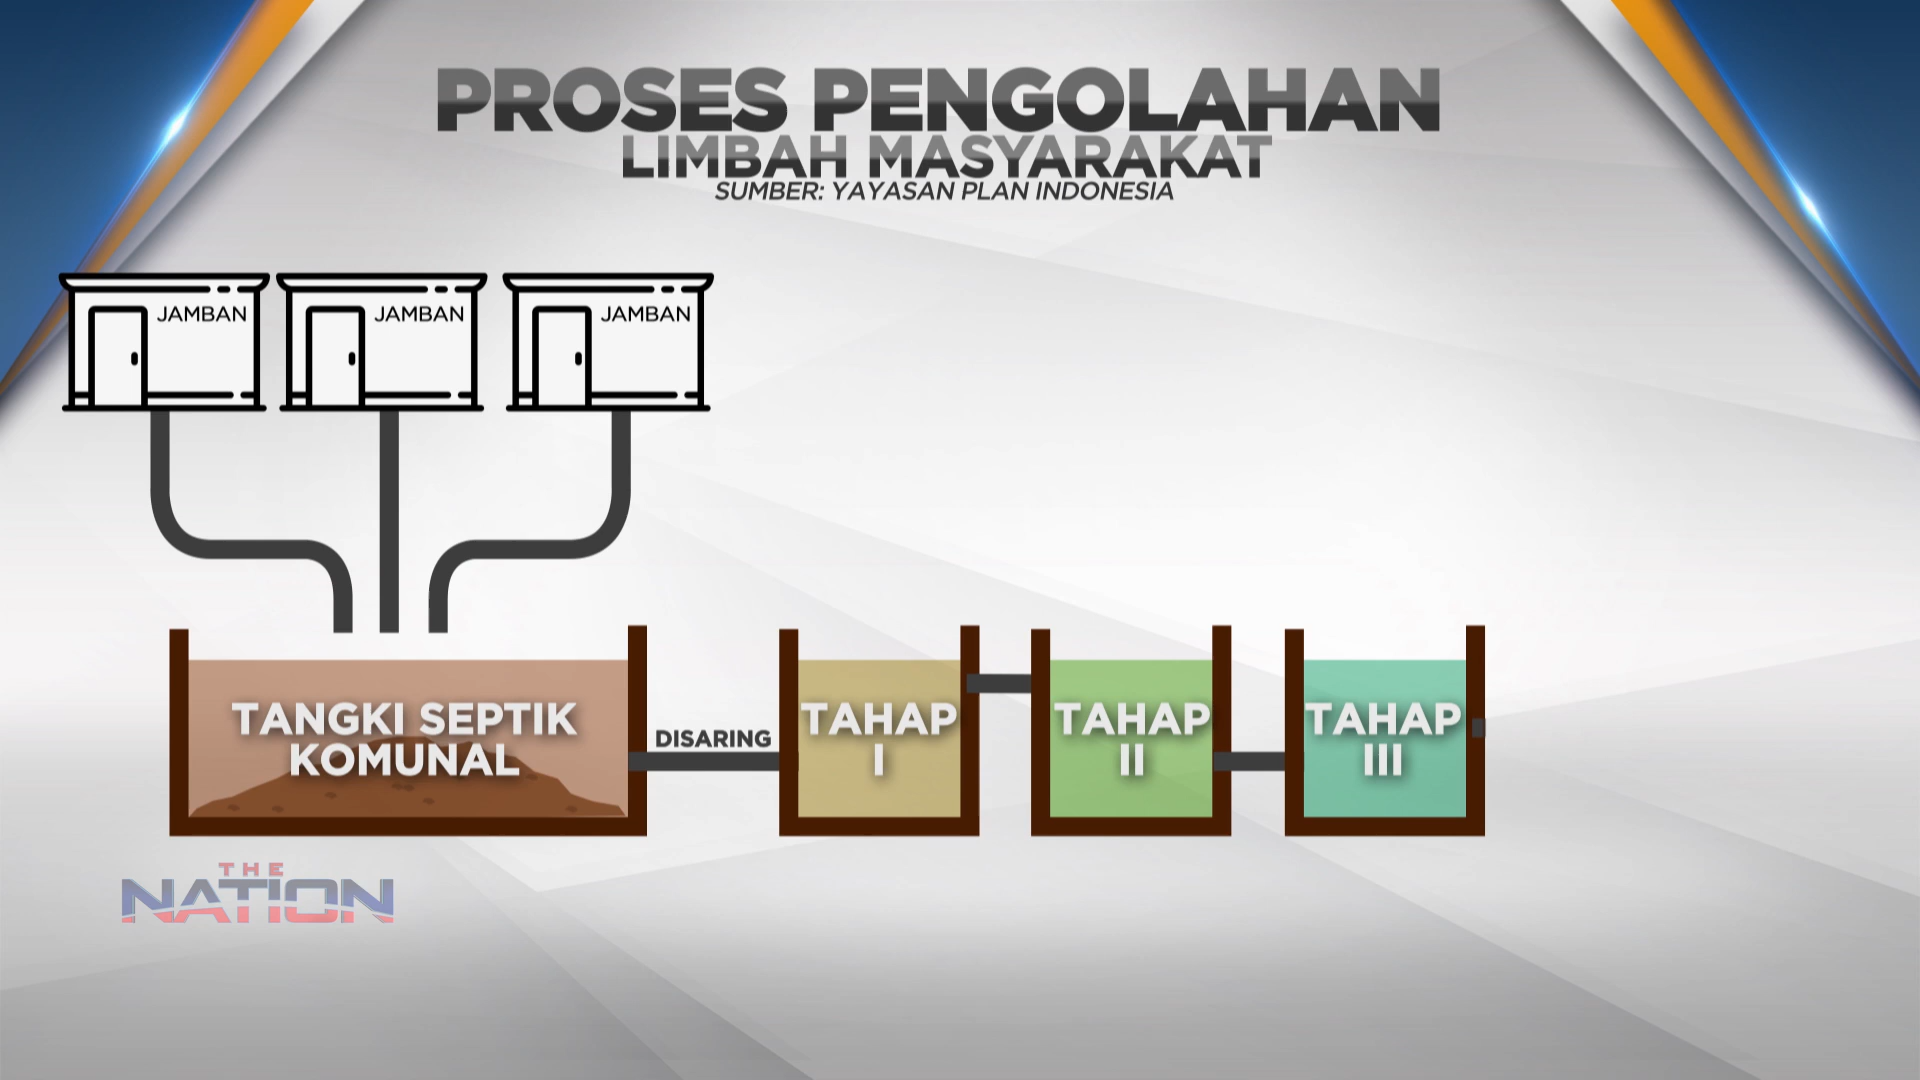 PROSES PENGOLAHAN
LIMBAH MASYARAKAT
SUMBER: YAYASAN PLAN INDONESIA
JAMBAN
JAMBAN
JAMBAN
TANGKI SEPTIK
KOMUNAL
DISARING
TAHAP
I
TAHAP
II
TAHAP
III
THE
NATION